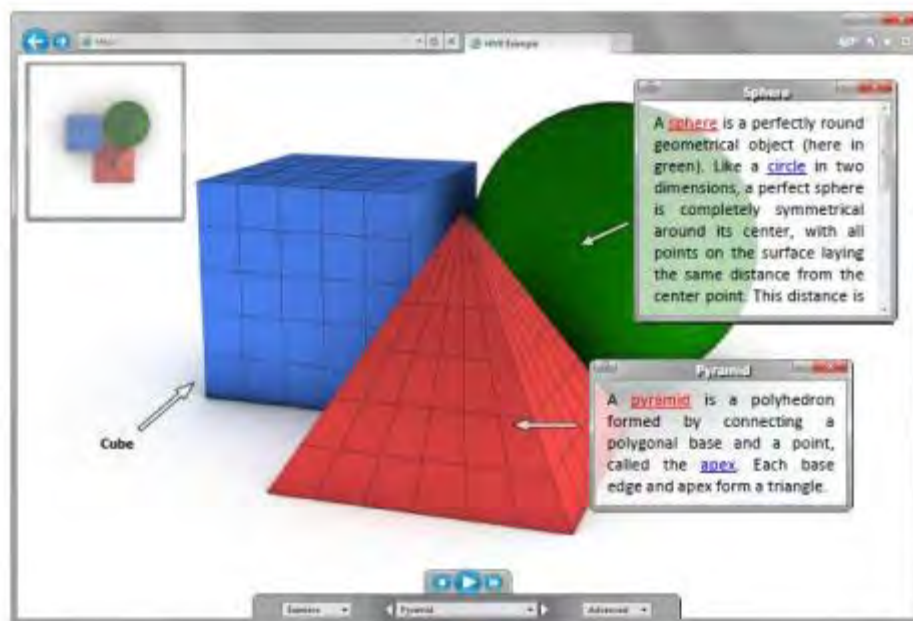 Sphere
A sphere is a perfectly round
geometrical object (here in
green). Like a circle in two
dimensions, a perfect sphere
is completely symmetrical
around its center, with all
points on the surface laying
the same distance from the
center point. This distance is
Pyramid
A pyramid is a polyhedron
formed by connecting a
polygonal base and a point,
called the apex. Each base
edge and apex form a triangle.
Cube
Pyramid
Advanced